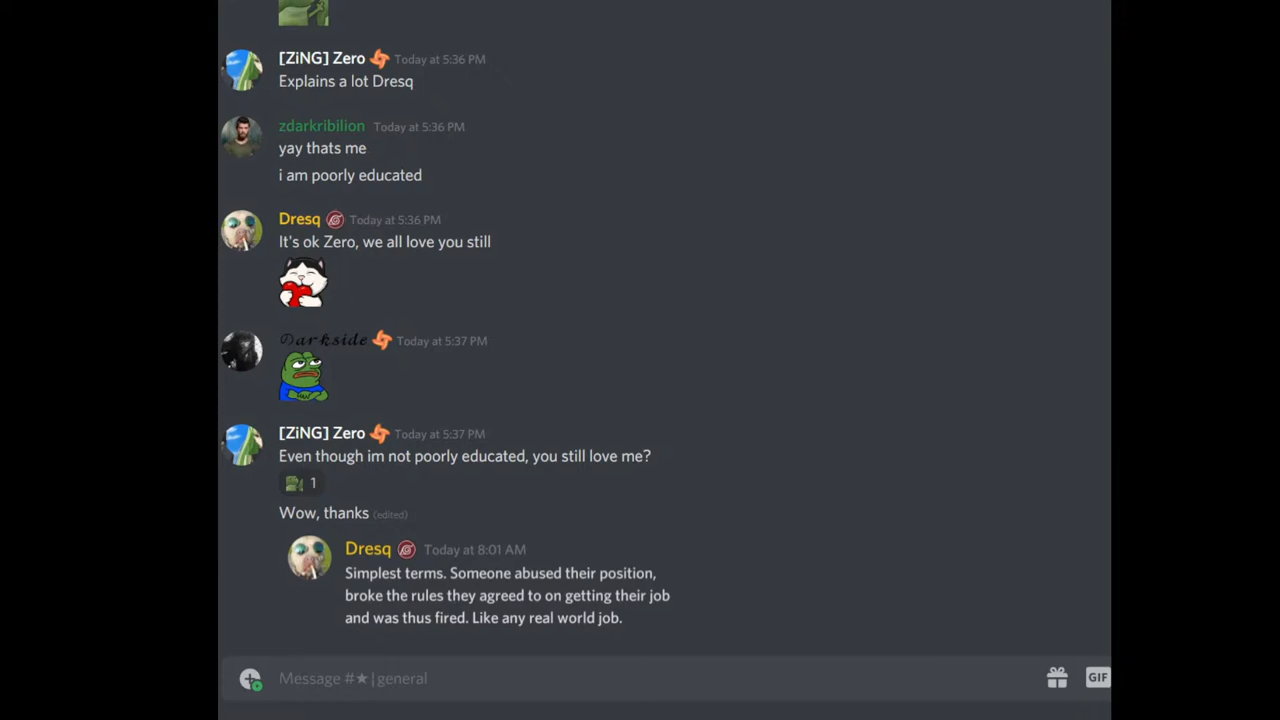 [ZiNG] Zero Today at 5:36 PM
Explains a lot Dresq
zdarkribilion Today at 5:36 PM
yay thats me
i am poorly educated
Dresq Today at 5:36 PM
It's ok Zero, we all love you still
𝒟𝒶𝓇𝓀𝓈𝒾𝒹𝑒 Today at 5:37 PM
[ZiNG] Zero Today at 5:37 PM
Even though im not poorly educated, you still love me?
1
Wow, thanks (edited)
Dresq Today at 8:01 AM
Simplest terms. Someone abused their position,
broke the rules they agreed to on getting their job
and was thus fired. Like any real world job.
Message #★|general
GIF